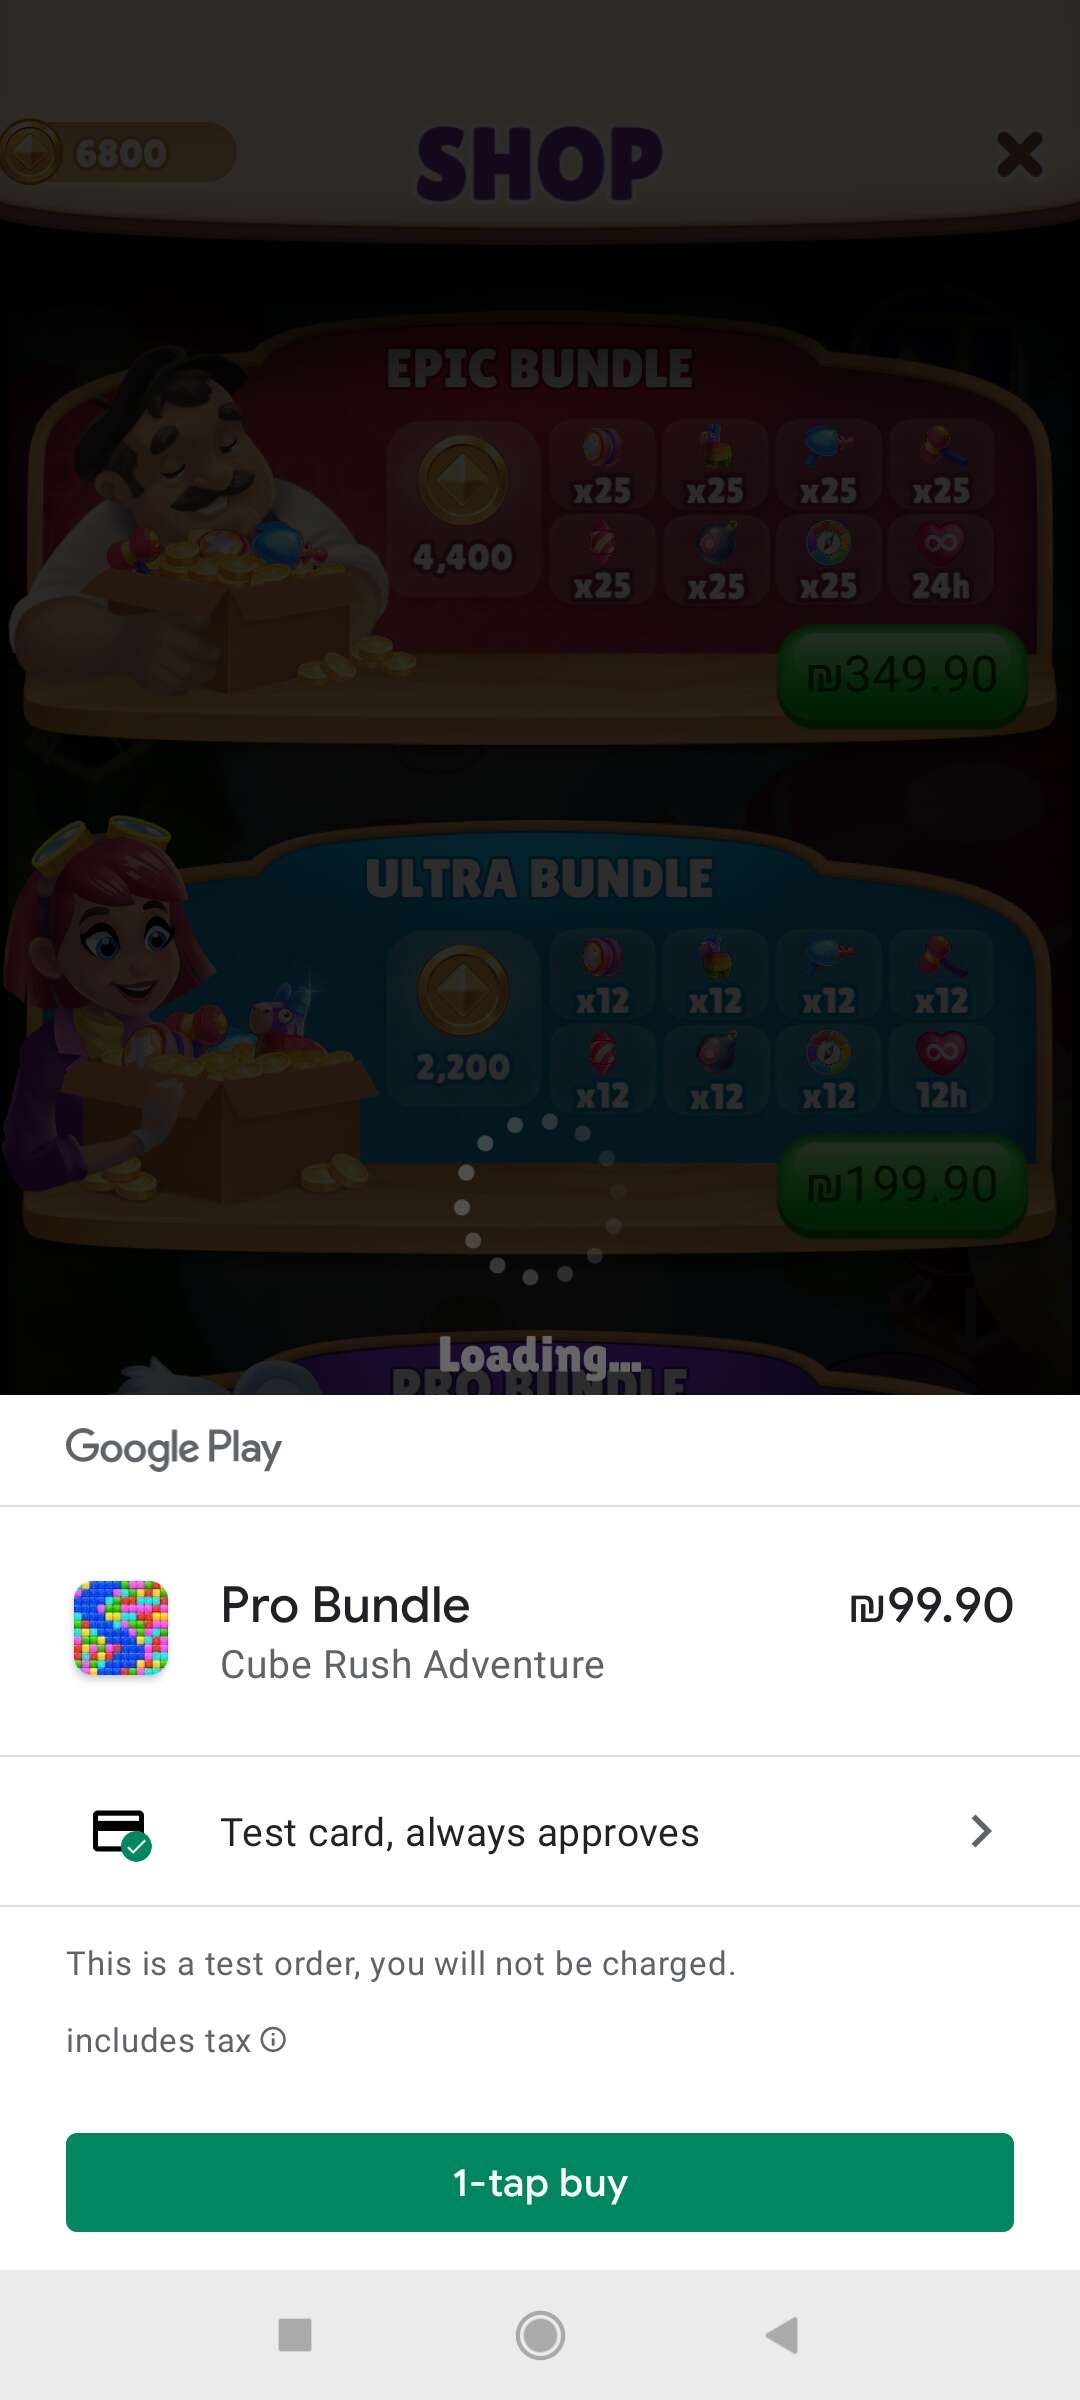 6800
SHOP
EPIC BUNDLE
4,400
x25
x25
x25
x25
x25
x25
x25
24h
₪349.90
ULTRA BUNDLE
2,200
x12
x12
x12
x12
x12
x12
x12
12h
₪199.90
Loading...
PRO BUNDLE
Google Play
Pro Bundle
₪99.90
Cube Rush Adventure
Test card, always approves
This is a test order, you will not be charged.
includes tax
1-tap buy